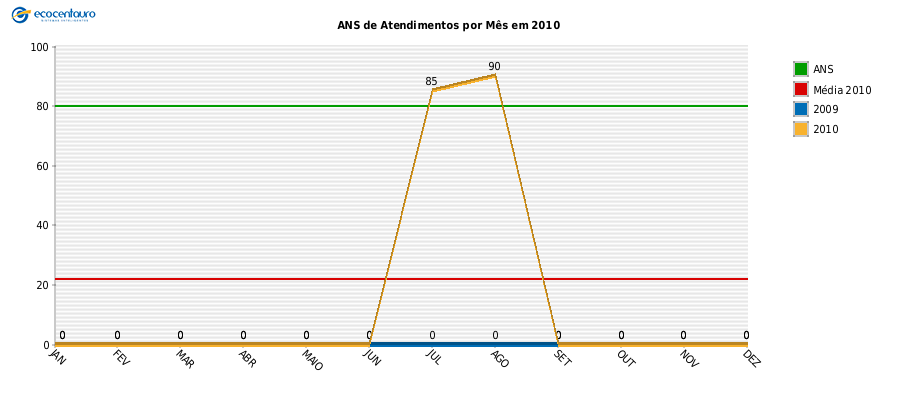 ecocentauro
ANS de Atendimentos por Mês em 2010
100
80
60
40
20
0
85
90
0 0 0 0 0 0 0 0 0 0 0 0
JAN FEV MAR ABR MAIO JUN JUL AGO SET OUT NOV DEZ
ANS
Média 2010
2009
2010